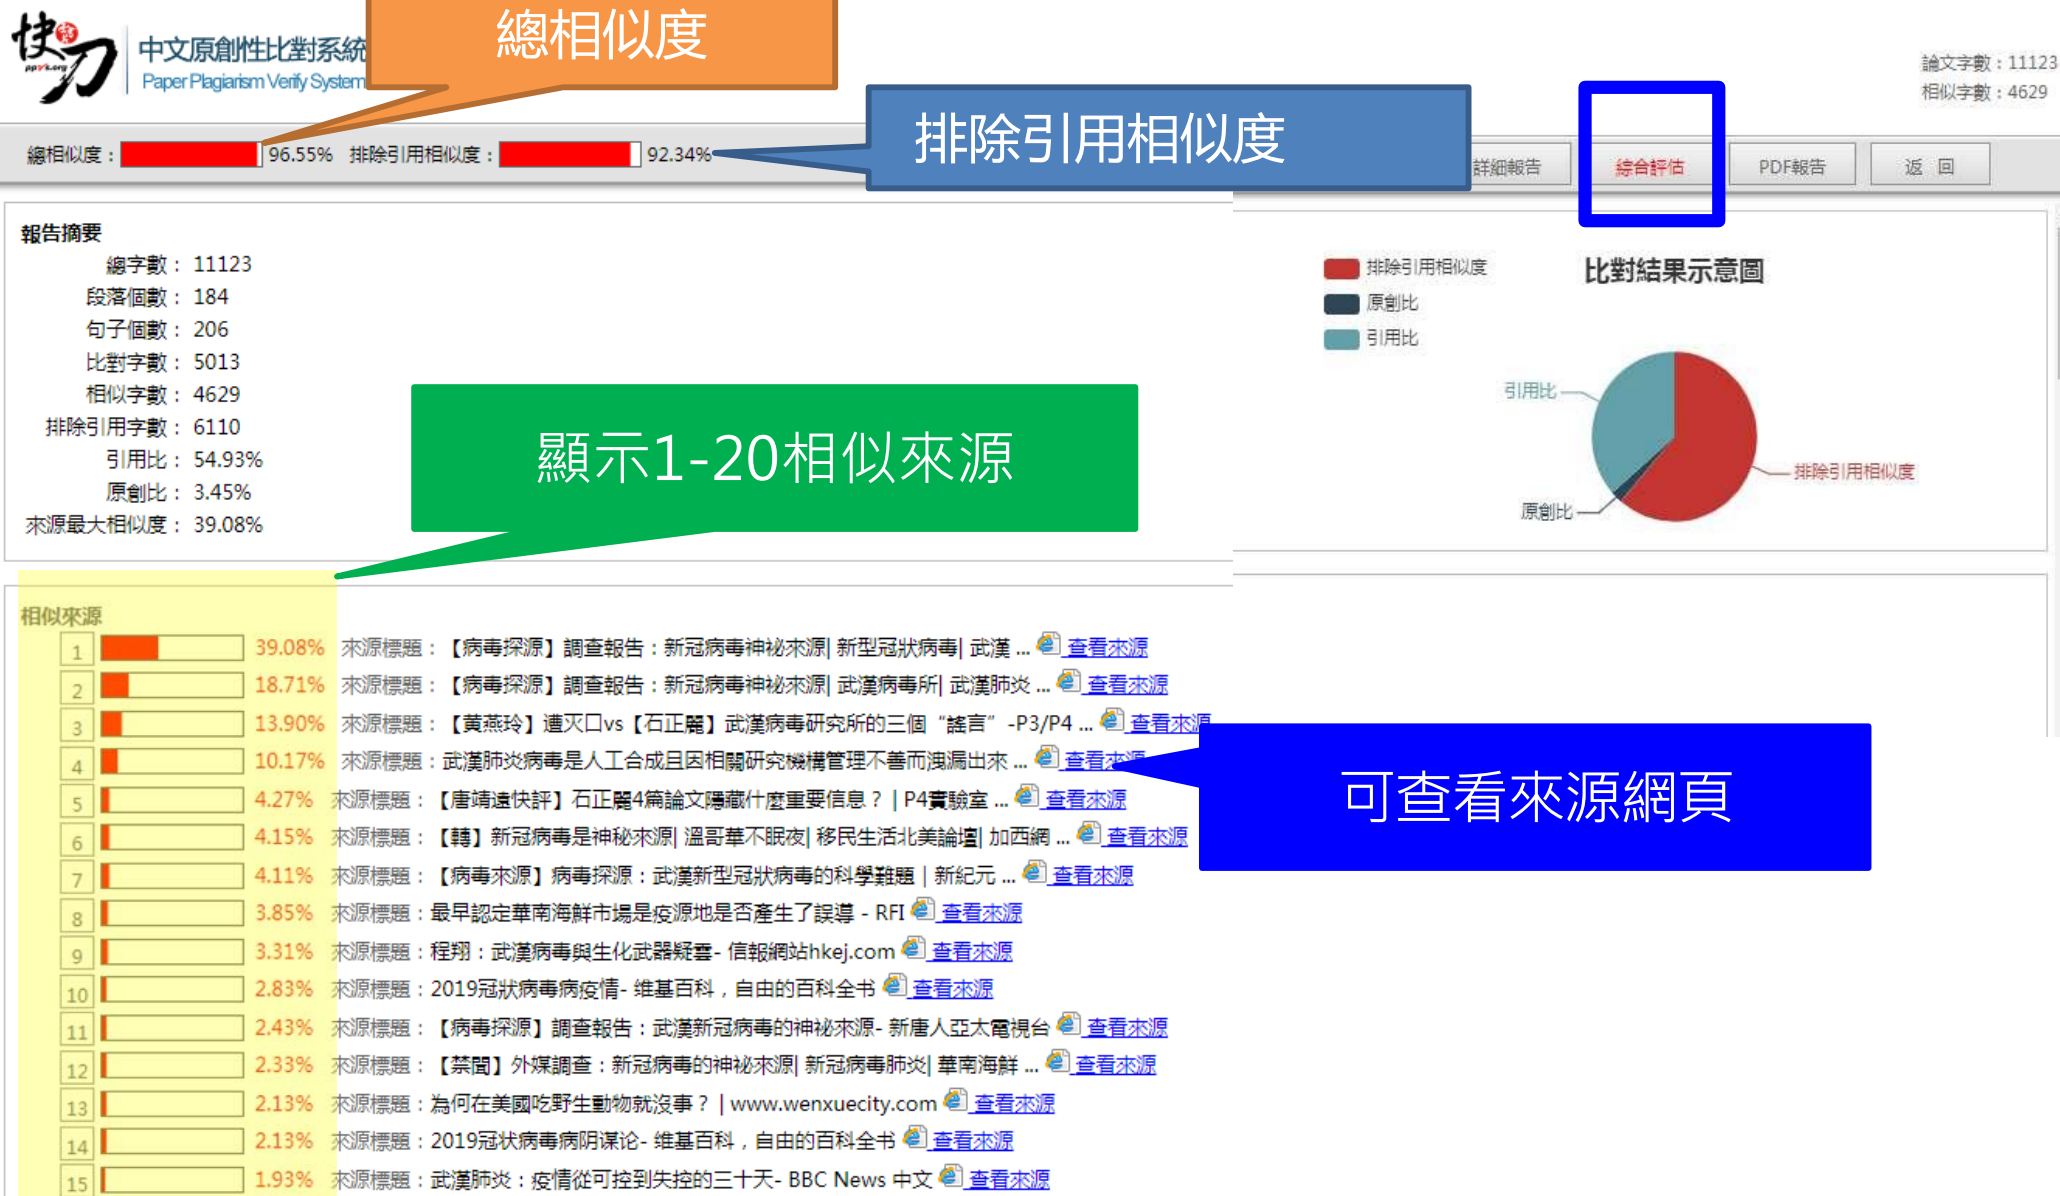 快刀
ppvs.org
中文原創性比對系統
Paper Plagiarism Verify System
總相似度
論文字數：11123
相似字數：4629
排除引用相似度
總相似度： 96.55% 排除引用相似度： 92.34%
詳細報告 綜合評估 PDF報告 返 回
報告摘要
總字數： 11123
段落個數： 184
句子個數： 206
比對字數： 5013
相似字數： 4629
排除引用字數： 6110
引用比： 54.93%
原創比： 3.45%
來源最大相似度： 39.08%
顯示1-20相似來源
比對結果示意圖
排除引用相似度
原創比
引用比
引用比
排除引用相似度
原創比
相似來源
1 39.08% 來源標題：【病毒探源】調查報告：新冠病毒神祕來源| 新型冠狀病毒| 武漢 ... 查看來源
2 18.71% 來源標題：【病毒探源】調查報告：新冠病毒神祕來源| 武漢病毒所| 武漢肺炎 ... 查看來源
3 13.90% 來源標題：【黄燕玲】遭灭口vs【石正麗】武漢病毒研究所的三個“謠言” -P3/P4 ... 查看來源
4 10.17% 來源標題：武漢肺炎病毒是人工合成且因相關研究機構管理不善而洩漏出來 ... 查看來源
5 4.27% 來源標題：【唐靖遠快評】石正麗4篇論文隱藏什麼重要信息？ | P4實驗室 ... 查看來源
6 4.15% 來源標題：【轉】新冠病毒是神秘來源| 溫哥華不眠夜| 移民生活北美論壇| 加西網 ... 查看來源
7 4.11% 來源標題：【病毒來源】病毒探源：武漢新型冠狀病毒的科學難題 | 新紀元 ... 查看來源
8 3.85% 來源標題：最早認定華南海鮮市場是疫源地是否產生了誤導 - RFI 查看來源
9 3.31% 來源標題：程翔：武漢病毒與生化武器疑雲- 信報網站hkej.com 查看來源
10 2.83% 來源標題：2019冠狀病毒病疫情- 维基百科，自由的百科全书 查看來源
11 2.43% 來源標題：【病毒探源】調查報告：武漢新冠病毒的神祕來源- 新唐人亞太電視台 查看來源
12 2.33% 來源標題：【禁聞】外媒調查：新冠病毒的神祕來源| 新冠病毒肺炎| 華南海鮮 ... 查看來源
13 2.13% 來源標題：為何在美國吃野生動物就沒事？ | www.wenxuecity.com 查看來源
14 2.13% 來源標題：2019冠状病毒病阴谋论- 维基百科，自由的百科全书 查看來源
15 1.93% 來源標題：武漢肺炎：疫情從可控到失控的三十天- BBC News 中文 查看來源
可查看來源網頁